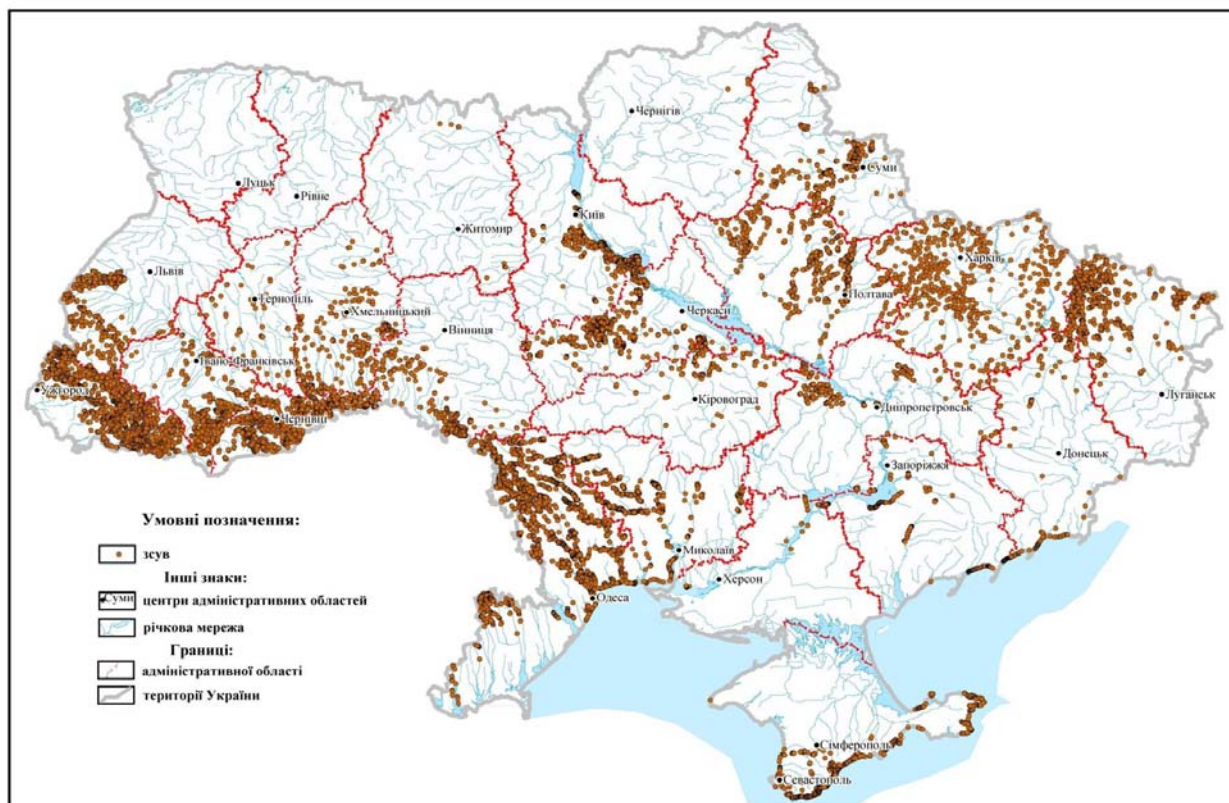 Чернігів
Суми
Луцьк
Рівне
Київ
Житомир
Харків
Львів
Тернопіль
Хмельницький
Полтава
Черкаси
Вінниця
Івано-Франківськ
Ужгород
Луганськ
Кіровоград
Дніпропетровськ
Чернівці
Донецьк
Запоріжжя
Умовні позначення:
зсув
Інші знаки:
Суми центри адміністративних областей
річкова мережа
Границі:
адміністративної області
території України
Миколаїв
Херсон
Одеса
Сімферополь
Севастополь